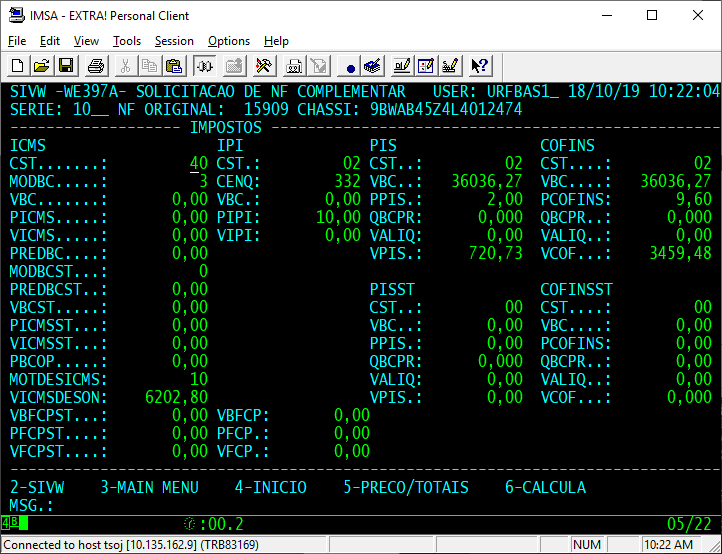 IMSA - EXTRA! Personal Client
File Edit View Tools Session Options Help
SIVW -WE397A- SOLICITACAO DE NF COMPLEMENTAR USER: URFBAS1_ 18/10/19 10:22:04
SERIE: 10__ NF ORIGINAL: 15909 CHASSI: 9BWAB45Z4L4012474
------------------- IMPOSTOS -------------------
ICMS IPI PIS COFINS
CST.......: 40 CST.: 02 CST..: 02 CST....: 02
MODBC.....: 3 CENQ: 332 VBC..: 36036,27 VBC....: 36036,27
VBC.......: 0,00 VBC.: 0,00 PPIS.: 2,00 PCOFINS: 9,60
PICMS.....: 0,00 PIPI: 10,00 QBCPR: 0,000 QBCPR..: 0,000
VICMS.....: 0,00 VIPI: 0,00 VALIQ: 0,00 VALIQ..: 0,00
PREDBC....: 0,00 VPIS.: 720,73 VCOF...: 3459,48
MODBCST...: 0
PREDBCST..: 0,00 PISST COFINSST
VBCST.....: 0,00 CST..: 00 CST....: 00
PICMSST...: 0,00 VBC..: 0,00 VBC....: 0,00
VICMSST...: 0,00 PPIS.: 0,00 PCOFINS: 0,00
PBCOP.....: 0,00 QBCPR: 0,000 QBCPR..: 0,00
MOTDESICMS: 10 VALIQ: 0,00 VALIQ..: 0,00
VICMSDESON: 6202,80 VPIS.: 0,00 VCOF...: 0,000
VBFCPST...: 0,00 VBFCP: 0,00
PFCPST....: 0,00 PFCP.: 0,00
VFCPST....: 0,00 VFCP.: 0,00
2-SIVW 3-MAIN MENU 4-INICIO 5-PRECO/TOTAIS 6-CALCULA
MSG.:
4B :00.2 05/22
Connected to host tsoj [10.135.162.9] (TRB83169) NUM 10:22 AM